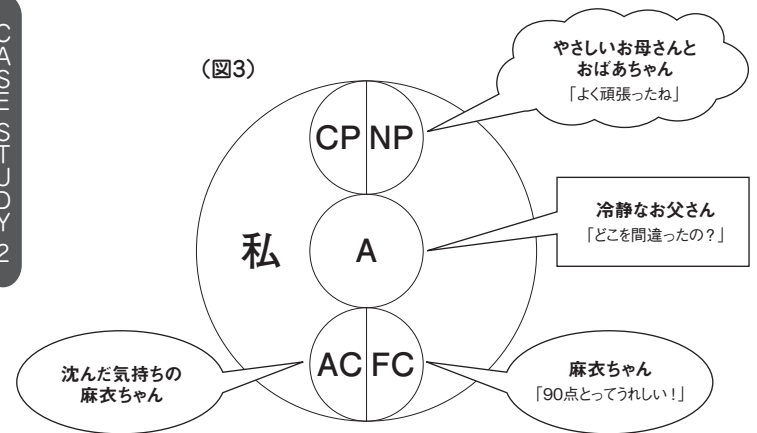 CASE STUDY 2
（図3）
やさしいお母さんと
おばあちゃん
「よく頑張ったね」
CP NP
冷静なお父さん
「どこを間違ったの？」
私
A
沈んだ気持ちの
麻衣ちゃん
AC FC
麻衣ちゃん
「90点とってうれしい！」